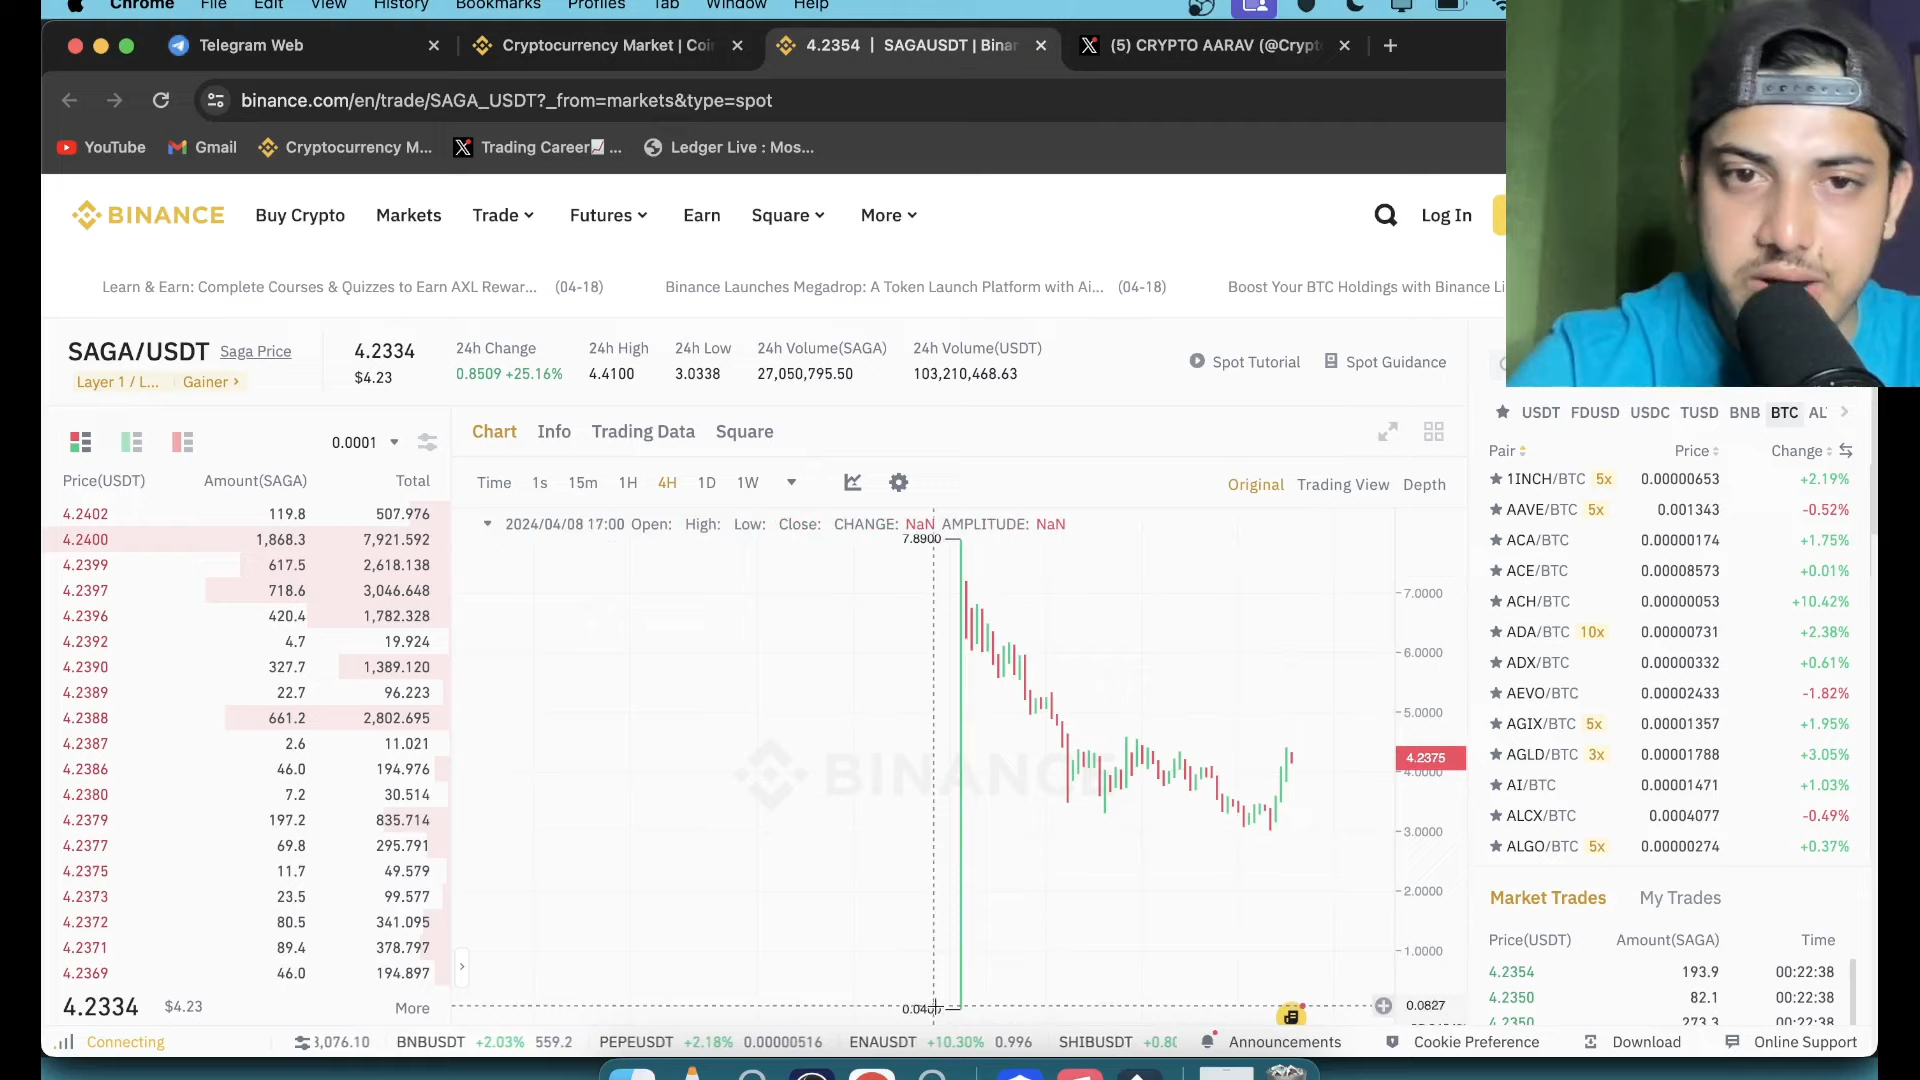 Chrome File Edit View History Bookmarks Profiles Tab Window Help
Telegram Web
Cryptocurrency Market | Coi
4.2354 | SAGAUSDT | Binan
(5) CRYPTO AARAV (@Crypt
binance.com/en/trade/SAGA_USDT?_from=markets&type=spot
YouTube Gmail Cryptocurrency M... Trading Career📈 ... Ledger Live : Mos...
BINANCE Buy Crypto Markets Trade Futures Earn Square More Log In
Learn & Earn: Complete Courses & Quizzes to Earn AXL Rewar... (04-18) Binance Launches Megadrop: A Token Launch Platform with Ai... (04-18) Boost Your BTC Holdings with Binance Li
SAGA/USDT Saga Price
Layer 1 / L... Gainer
4.2334
$4.23
24h Change
0.8509 +25.16%
24h High
4.4100
24h Low
3.0338
24h Volume(SAGA)
27,050,795.50
24h Volume(USDT)
103,210,468.63
Spot Tutorial Spot Guidance
0.0001
Price(USDT) Amount(SAGA) Total
4.2402 119.8 507.976
4.2400 1,868.3 7,921.592
4.2399 617.5 2,618.138
4.2397 718.6 3,046.648
4.2396 420.4 1,782.328
4.2392 4.7 19.924
4.2390 327.7 1,389.120
4.2389 22.7 96.223
4.2388 661.2 2,802.695
4.2387 2.6 11.021
4.2386 46.0 194.976
4.2380 7.2 30.514
4.2379 197.2 835.714
4.2377 69.8 295.791
4.2375 11.7 49.579
4.2373 23.5 99.577
4.2372 80.5 341.095
4.2371 89.4 378.797
4.2369 46.0 194.897
4.2334 $4.23 More
Chart Info Trading Data Square
Time 1s 15m 1H 4H 1D 1W
Original Trading View Depth
2024/04/08 17:00 Open: High: Low: Close: CHANGE: NaN AMPLITUDE: NaN
7.8900
7.0000
6.0000
5.0000
4.2375
4.0000
3.0000
2.0000
1.0000
0.0827
BINANCE
USDT FDUSD USDC TUSD BNB BTC AL
Pair Price Change
1INCH/BTC 5x 0.00000653 +2.19%
AAVE/BTC 5x 0.001343 -0.52%
ACA/BTC 0.00000174 +1.75%
ACE/BTC 0.00008573 +0.01%
ACH/BTC 0.00000053 +10.42%
ADA/BTC 10x 0.00000731 +2.38%
ADX/BTC 0.00000332 +0.61%
AEVO/BTC 0.00002433 -1.82%
AGIX/BTC 5x 0.00001357 +1.95%
AGLD/BTC 3x 0.00001788 +3.05%
AI/BTC 0.00001471 +1.03%
ALCX/BTC 0.0004077 -0.49%
ALGO/BTC 5x 0.00000274 +0.37%
Market Trades My Trades
Price(USDT) Amount(SAGA) Time
4.2354 193.9 00:22:38
4.2350 82.1 00:22:38
4.2350 273.3 00:22:38
Connecting 3,076.10 BNBUSDT +2.03% 559.2 PEPEUSDT +2.18% 0.00000516 ENAUSDT +10.30% 0.996 SHIBUSDT +0.80 Announcements Cookie Preference Download Online Support